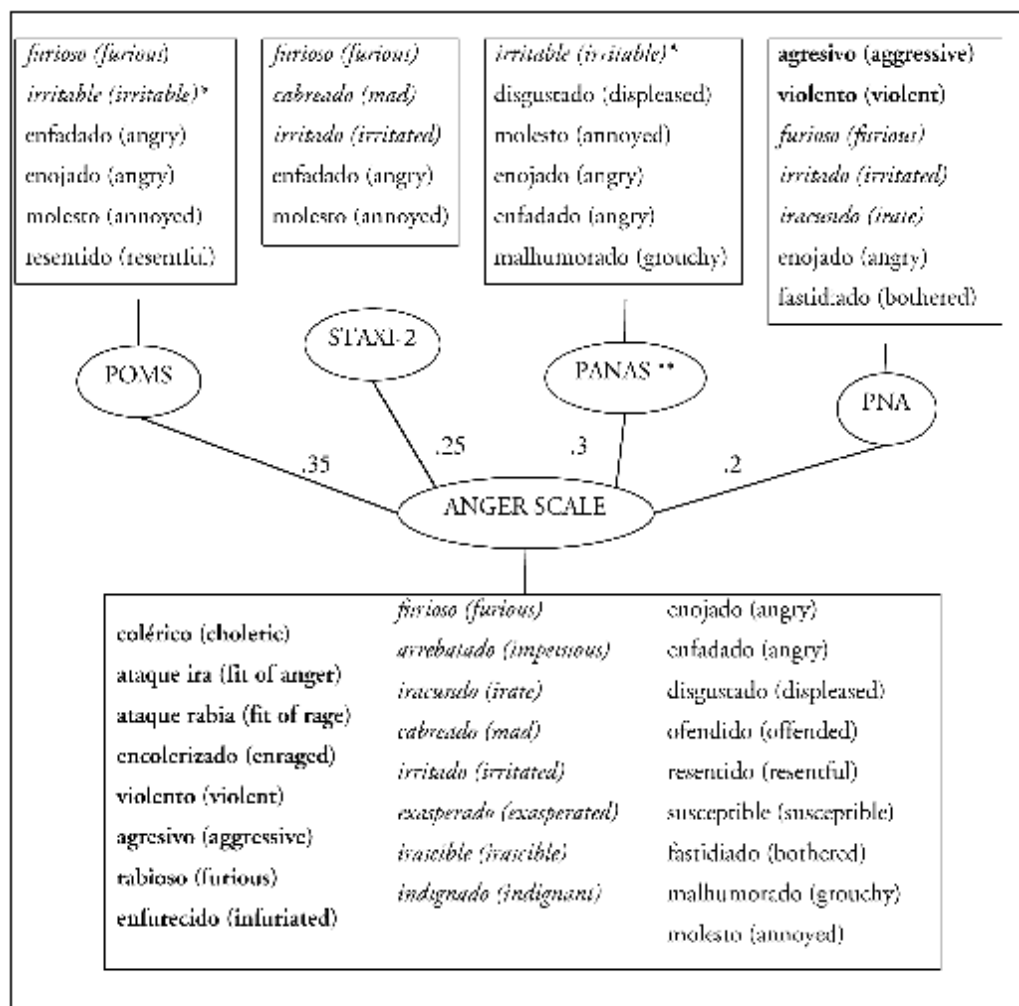 furioso (furious)
irritable (irritable)*
enfadado (angry)
enojado (angry)
molesto (annoyed)
resentido (resentful)
furioso (furious)
cabreado (mad)
irritado (irritated)
enfadado (angry)
molesto (annoyed)
irritable (irritable)*
disgustado (displeased)
molesto (annoyed)
enojado (angry)
enfadado (angry)
malhumorado (grouchy)
agresivo (aggressive)
violento (violent)
furioso (furious)
irritado (irritated)
iracundo (irate)
enojado (angry)
fastidiado (bothered)
POMS
STAXI-2
PANAS **
PNA
.35
.25
.3
.2
ANGER SCALE
colérico (choleric)
ataque ira (fit of anger)
ataque rabia (fit of rage)
encolerizado (enraged)
violento (violent)
agresivo (aggressive)
rabioso (furious)
enfurecido (infuriated)
furioso (furious)
arrebatado (impetuous)
iracundo (irate)
cabreado (mad)
irritado (irritated)
exasperado (exasperated)
irascible (irascible)
indignado (indignant)
enojado (angry)
enfadado (angry)
disgustado (displeased)
ofendido (offended)
resentido (resentful)
susceptible (susceptible)
fastidiado (bothered)
malhumorado (grouchy)
molesto (annoyed)